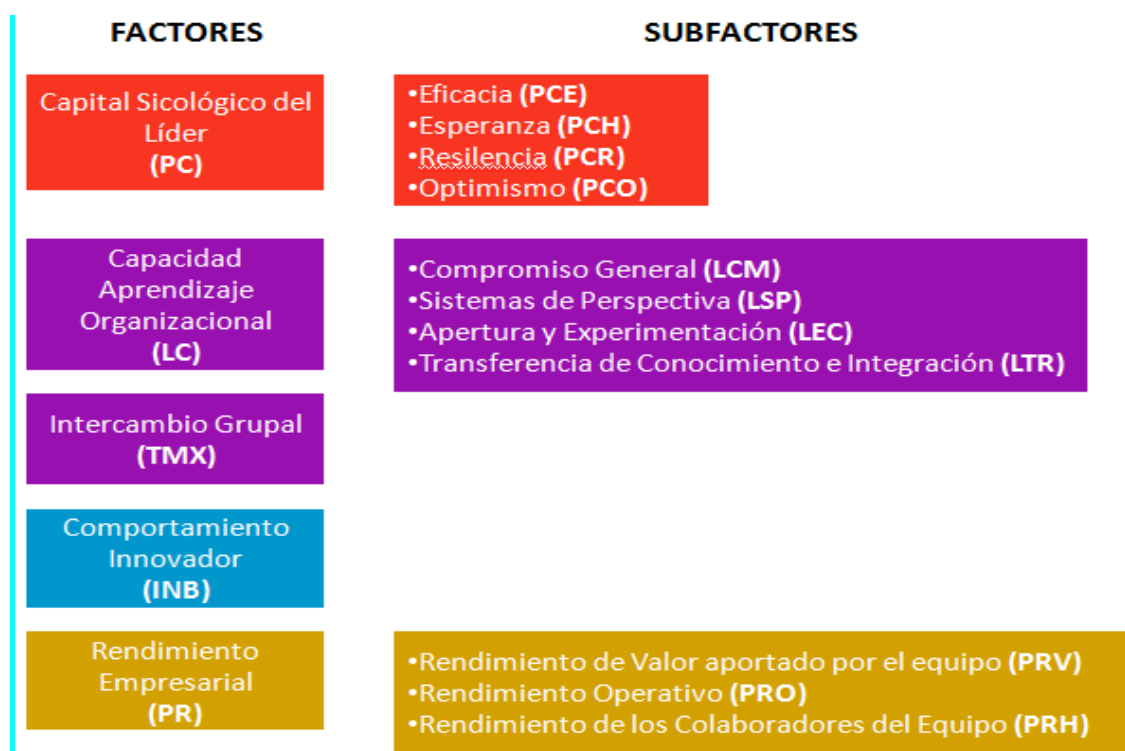 FACTORES
SUBFACTORES
Capital Sicológico del
Líder
(PC)
•Eficacia (PCE)
•Esperanza (PCH)
•Resilencia (PCR)
•Optimismo (PCO)
Capacidad
Aprendizaje
Organizacional
(LC)
•Compromiso General (LCM)
•Sistemas de Perspectiva (LSP)
•Apertura y Experimentación (LEC)
•Transferencia de Conocimiento e Integración (LTR)
Intercambio Grupal
(TMX)
Comportamiento
Innovador
(INB)
Rendimiento
Empresarial
(PR)
•Rendimiento de Valor aportado por el equipo (PRV)
•Rendimiento Operativo (PRO)
•Rendimiento de los Colaboradores del Equipo (PRH)